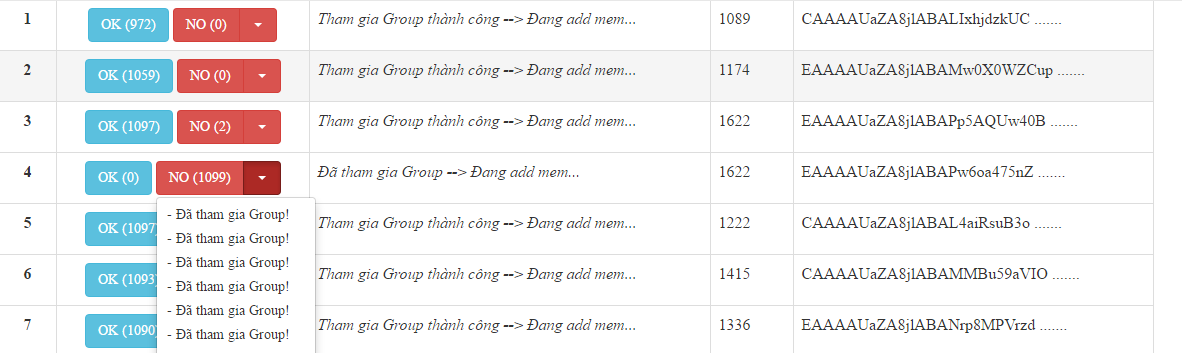 1 OK (972) NO (0) Tham gia Group thành công --> Đang add mem... 1089 CAAAAUaZA8jlABALIxhjdzkUC .......
2 OK (1059) NO (0) Tham gia Group thành công --> Đang add mem... 1174 EAAAAUaZA8jlABAMw0X0WZCup .......
3 OK (1097) NO (2) Tham gia Group thành công --> Đang add mem... 1622 EAAAAUaZA8jlABAPp5AQUw40B .......
4 OK (0) NO (1099) Đã tham gia Group --> Đang add mem... 1622 EAAAAUaZA8jlABAPw6oa475nZ .......
- Đã tham gia Group!
5 OK (1097) Tham gia Group thành công --> Đang add mem... 1222 CAAAAUaZA8jlABAL4aiRsuB3o .......
- Đã tham gia Group!
- Đã tham gia Group!
6 OK (1093) Tham gia Group thành công --> Đang add mem... 1415 CAAAAUaZA8jlABAMMBu59aVIO .......
- Đã tham gia Group!
- Đã tham gia Group!
7 OK (1090) Tham gia Group thành công --> Đang add mem... 1336 EAAAAUaZA8jlABANrp8MPVrzd .......
- Đã tham gia Group!